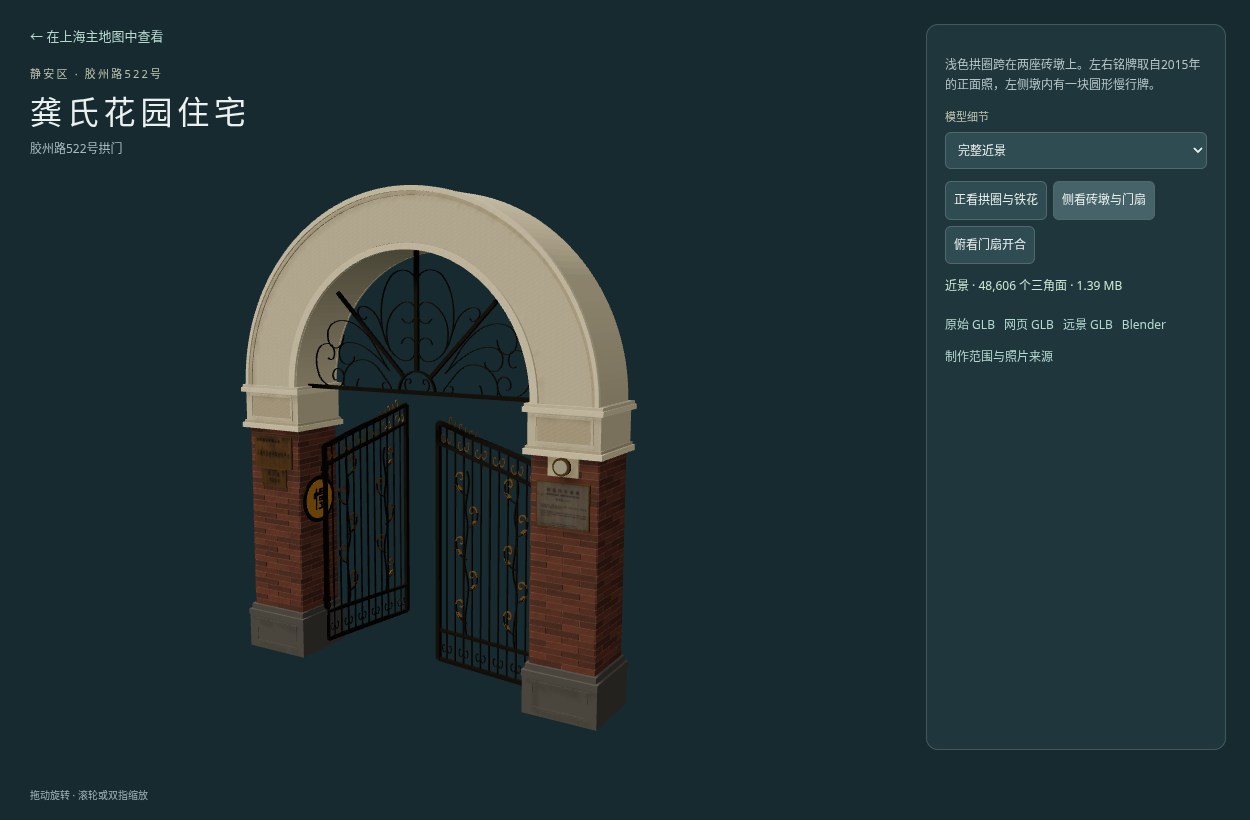 ← 在上海主地图中查看
静安区 · 胶州路522号
龚氏花园住宅
胶州路522号拱门
浅色拱圈跨在两座砖墩上。左右铭牌取自2015年
的正面照，左侧墩内有一块圆形慢行牌。
模型细节
完整近景
正看拱圈与铁花
侧看砖墩与门扇
俯看门扇开合
近景 · 48,606 个三角面 · 1.39 MB
原始 GLB 网页 GLB 远景 GLB Blender
制作范围与照片来源
拖动旋转 · 滚轮或双指缩放